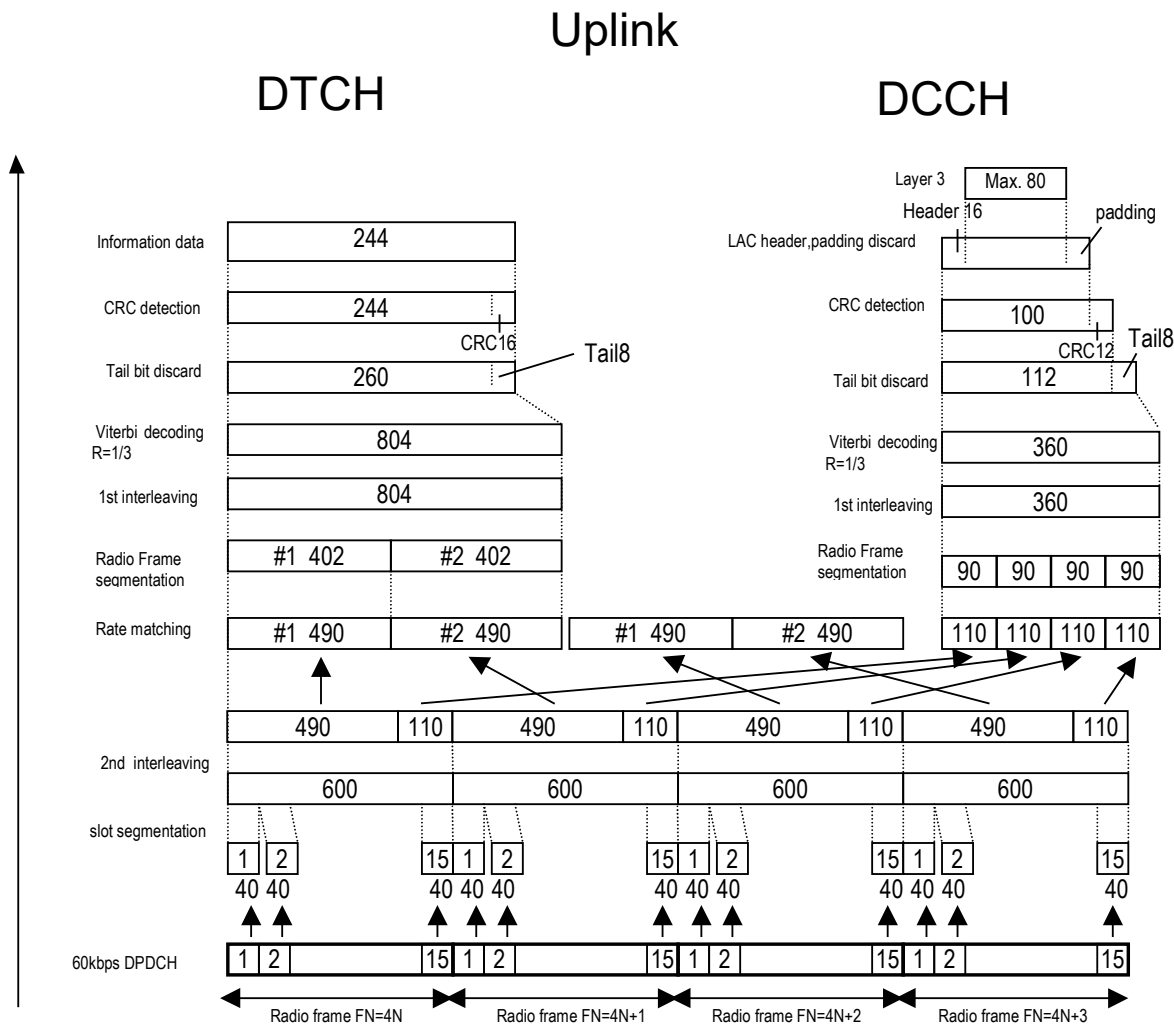 Uplink
DTCH
DCCH
Layer 3
Max. 80
Header 16
padding
Information data
244
LAC header,padding discard
CRC detection
244
CRC16
CRC detection
100
CRC12
Tail bit discard
260
Tail8
Tail bit discard
112
Tail8
Viterbi decoding
R=1/3
804
Viterbi decoding
R=1/3
360
1st interleaving
804
1st interleaving
360
Radio Frame
segmentation
#1 402
#2 402
Radio Frame
segmentation
90 90 90 90
Rate matching
#1 490
#2 490
#1 490
#2 490
110 110 110 110
490 110 490 110 490 110 490 110
2nd interleaving
600 600 600 600
slot segmentation
1 2 15 1 2 15 1 2 15 1 2 15
40 40 40 40 40 40 40 40 40 40 40 40
60kbps DPDCH
1 2 15 1 2 15 1 2 15 1 2 15
Radio frame FN=4N
Radio frame FN=4N+1
Radio frame FN=4N+2
Radio frame FN=4N+3